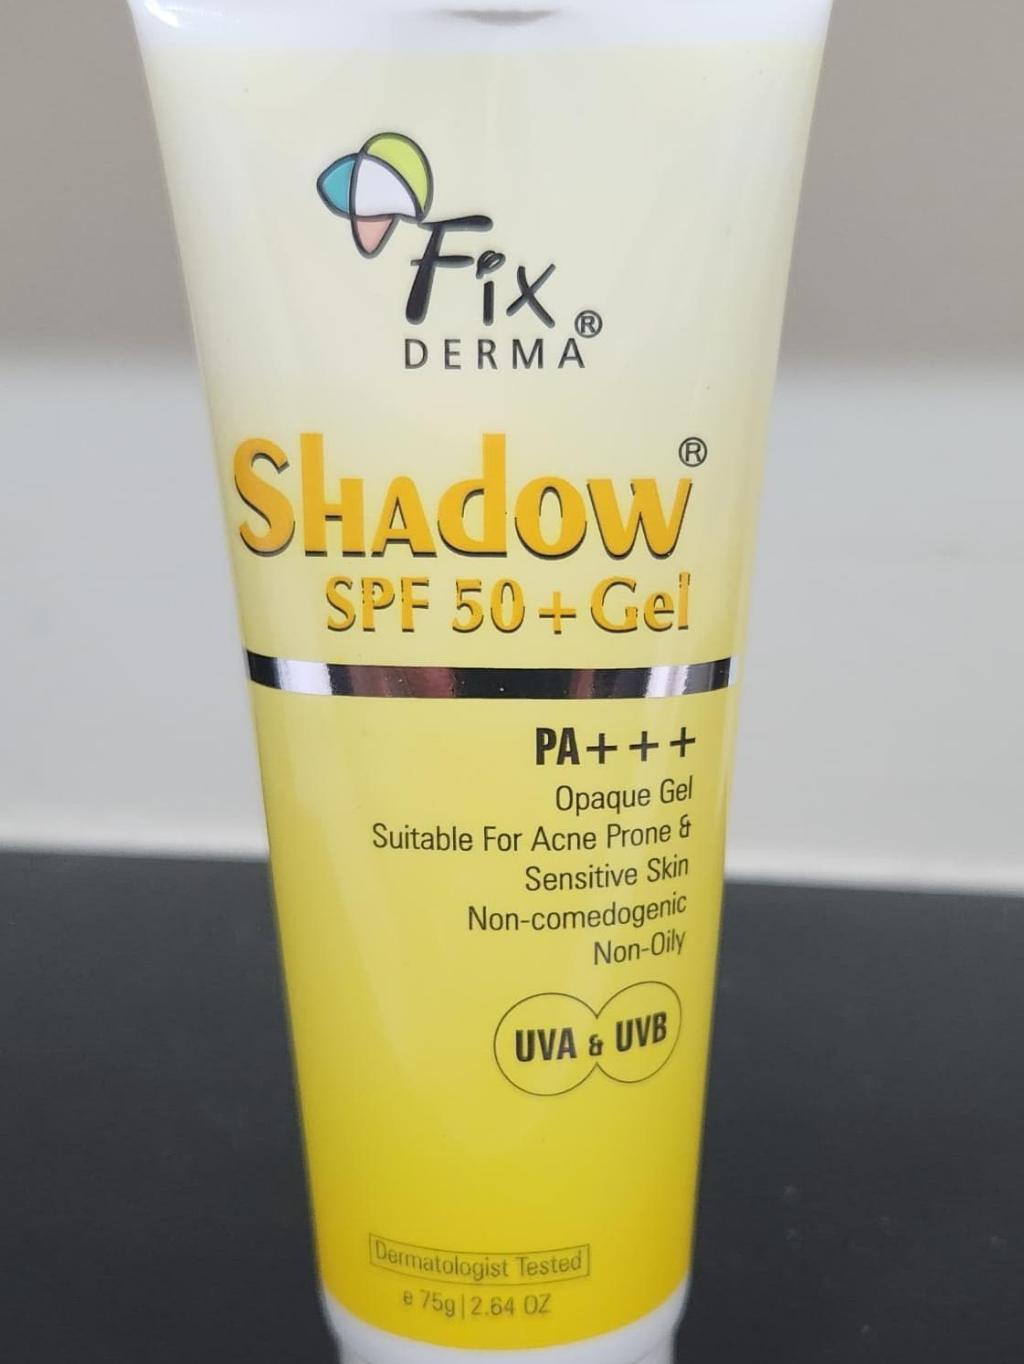 Fix
DERMA®
Shadow®
SPF 50+ Gel
PA+++
Opaque Gel
Suitable For Acne Prone &
Sensitive Skin
Non-comedogenic
Non-Oily
UVA & UVB
Dermatologist Tested
e 75g|2.64 OZ